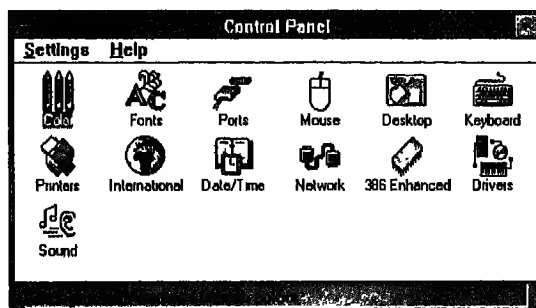 Control Panel
Settings Help
Color Fonts Ports Mouse Desktop Keyboard
Printers International Date/Time Network 386 Enhanced Drivers
Sound